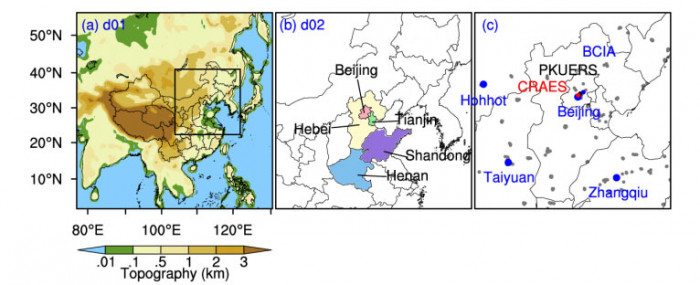 (a) d01
50°N
40°N
30°N
20°N
10°N
80°E
100°E
120°E
.01 .1 .5 1 2 3
Topography (km)
(b) d02
Beijing
Tianjin
Hebei
Shandong
Henan
(c)
BCIA
PKUERS
CRAES
Hohhot
Beijing
Taiyuan
Zhangqiu